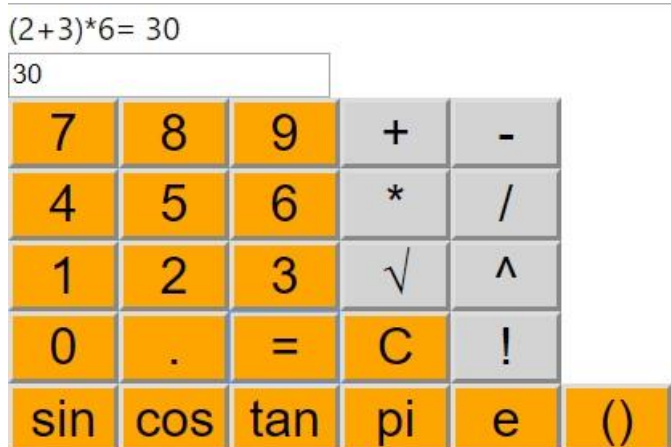 (2+3)*6= 30
30
7 8 9 + -
4 5 6 * /
1 2 3 √ ^
0 . = C !
sin cos tan pi e ()